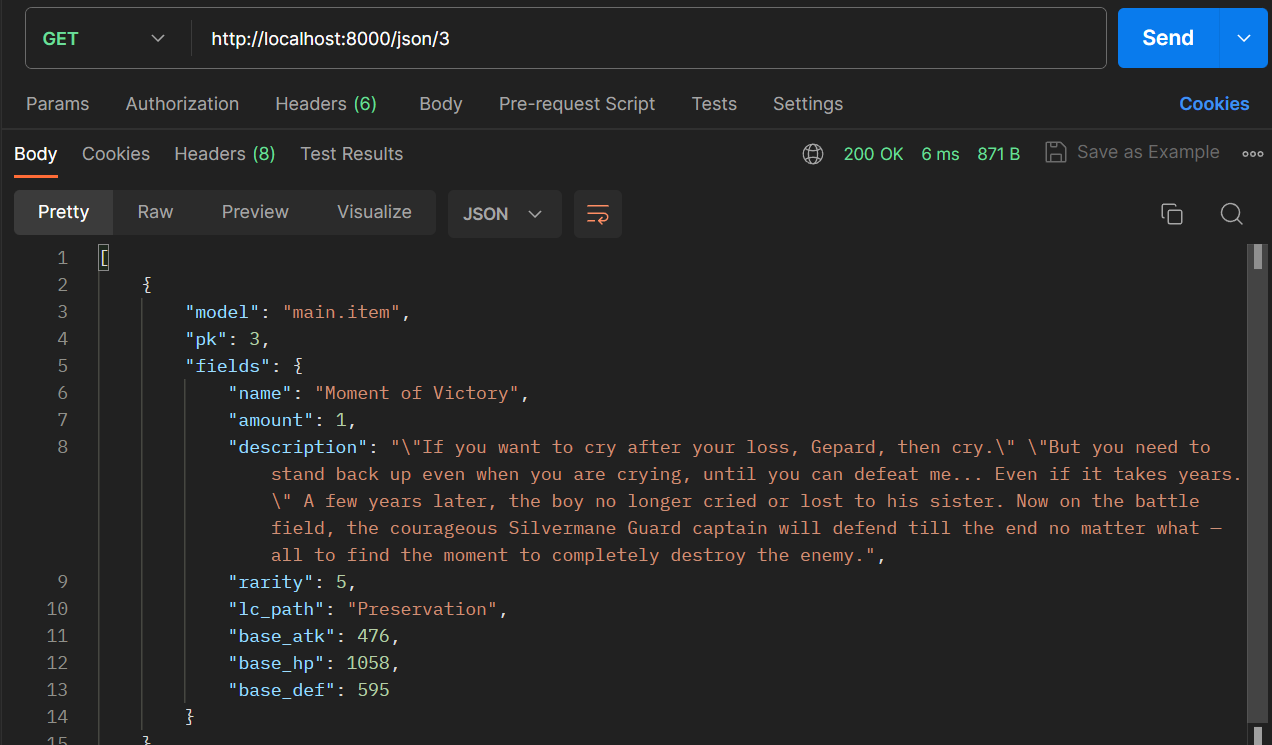 GET http://localhost:8000/json/3 Send
Params Authorization Headers (6) Body Pre-request Script Tests Settings Cookies
Body Cookies Headers (8) Test Results 200 OK 6 ms 871 B Save as Example
Pretty Raw Preview Visualize JSON
1 [
2 {
3 "model": "main.item",
4 "pk": 3,
5 "fields": {
6 "name": "Moment of Victory",
7 "amount": 1,
8 "description": "\"If you want to cry after your loss, Gepard, then cry.\" \"But you need to
stand back up even when you are crying, until you can defeat me... Even if it takes years.
\" A few years later, the boy no longer cried or lost to his sister. Now on the battle
field, the courageous Silvermane Guard captain will defend till the end no matter what —
all to find the moment to completely destroy the enemy.",
9 "rarity": 5,
10 "lc_path": "Preservation",
11 "base_atk": 476,
12 "base_hp": 1058,
13 "base_def": 595
14 }
15 }